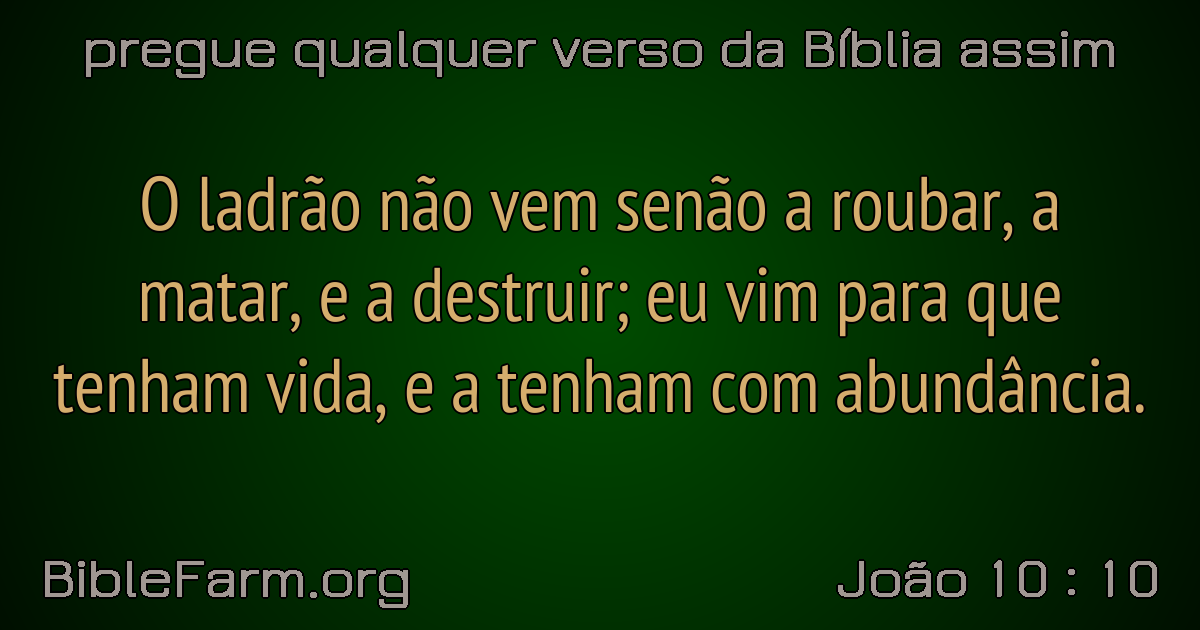 pregue qualquer verso da Bíblia assim
O ladrão não vem senão a roubar, a
matar, e a destruir; eu vim para que
tenham vida, e a tenham com abundância.
BibleFarm.org
João 10 : 10